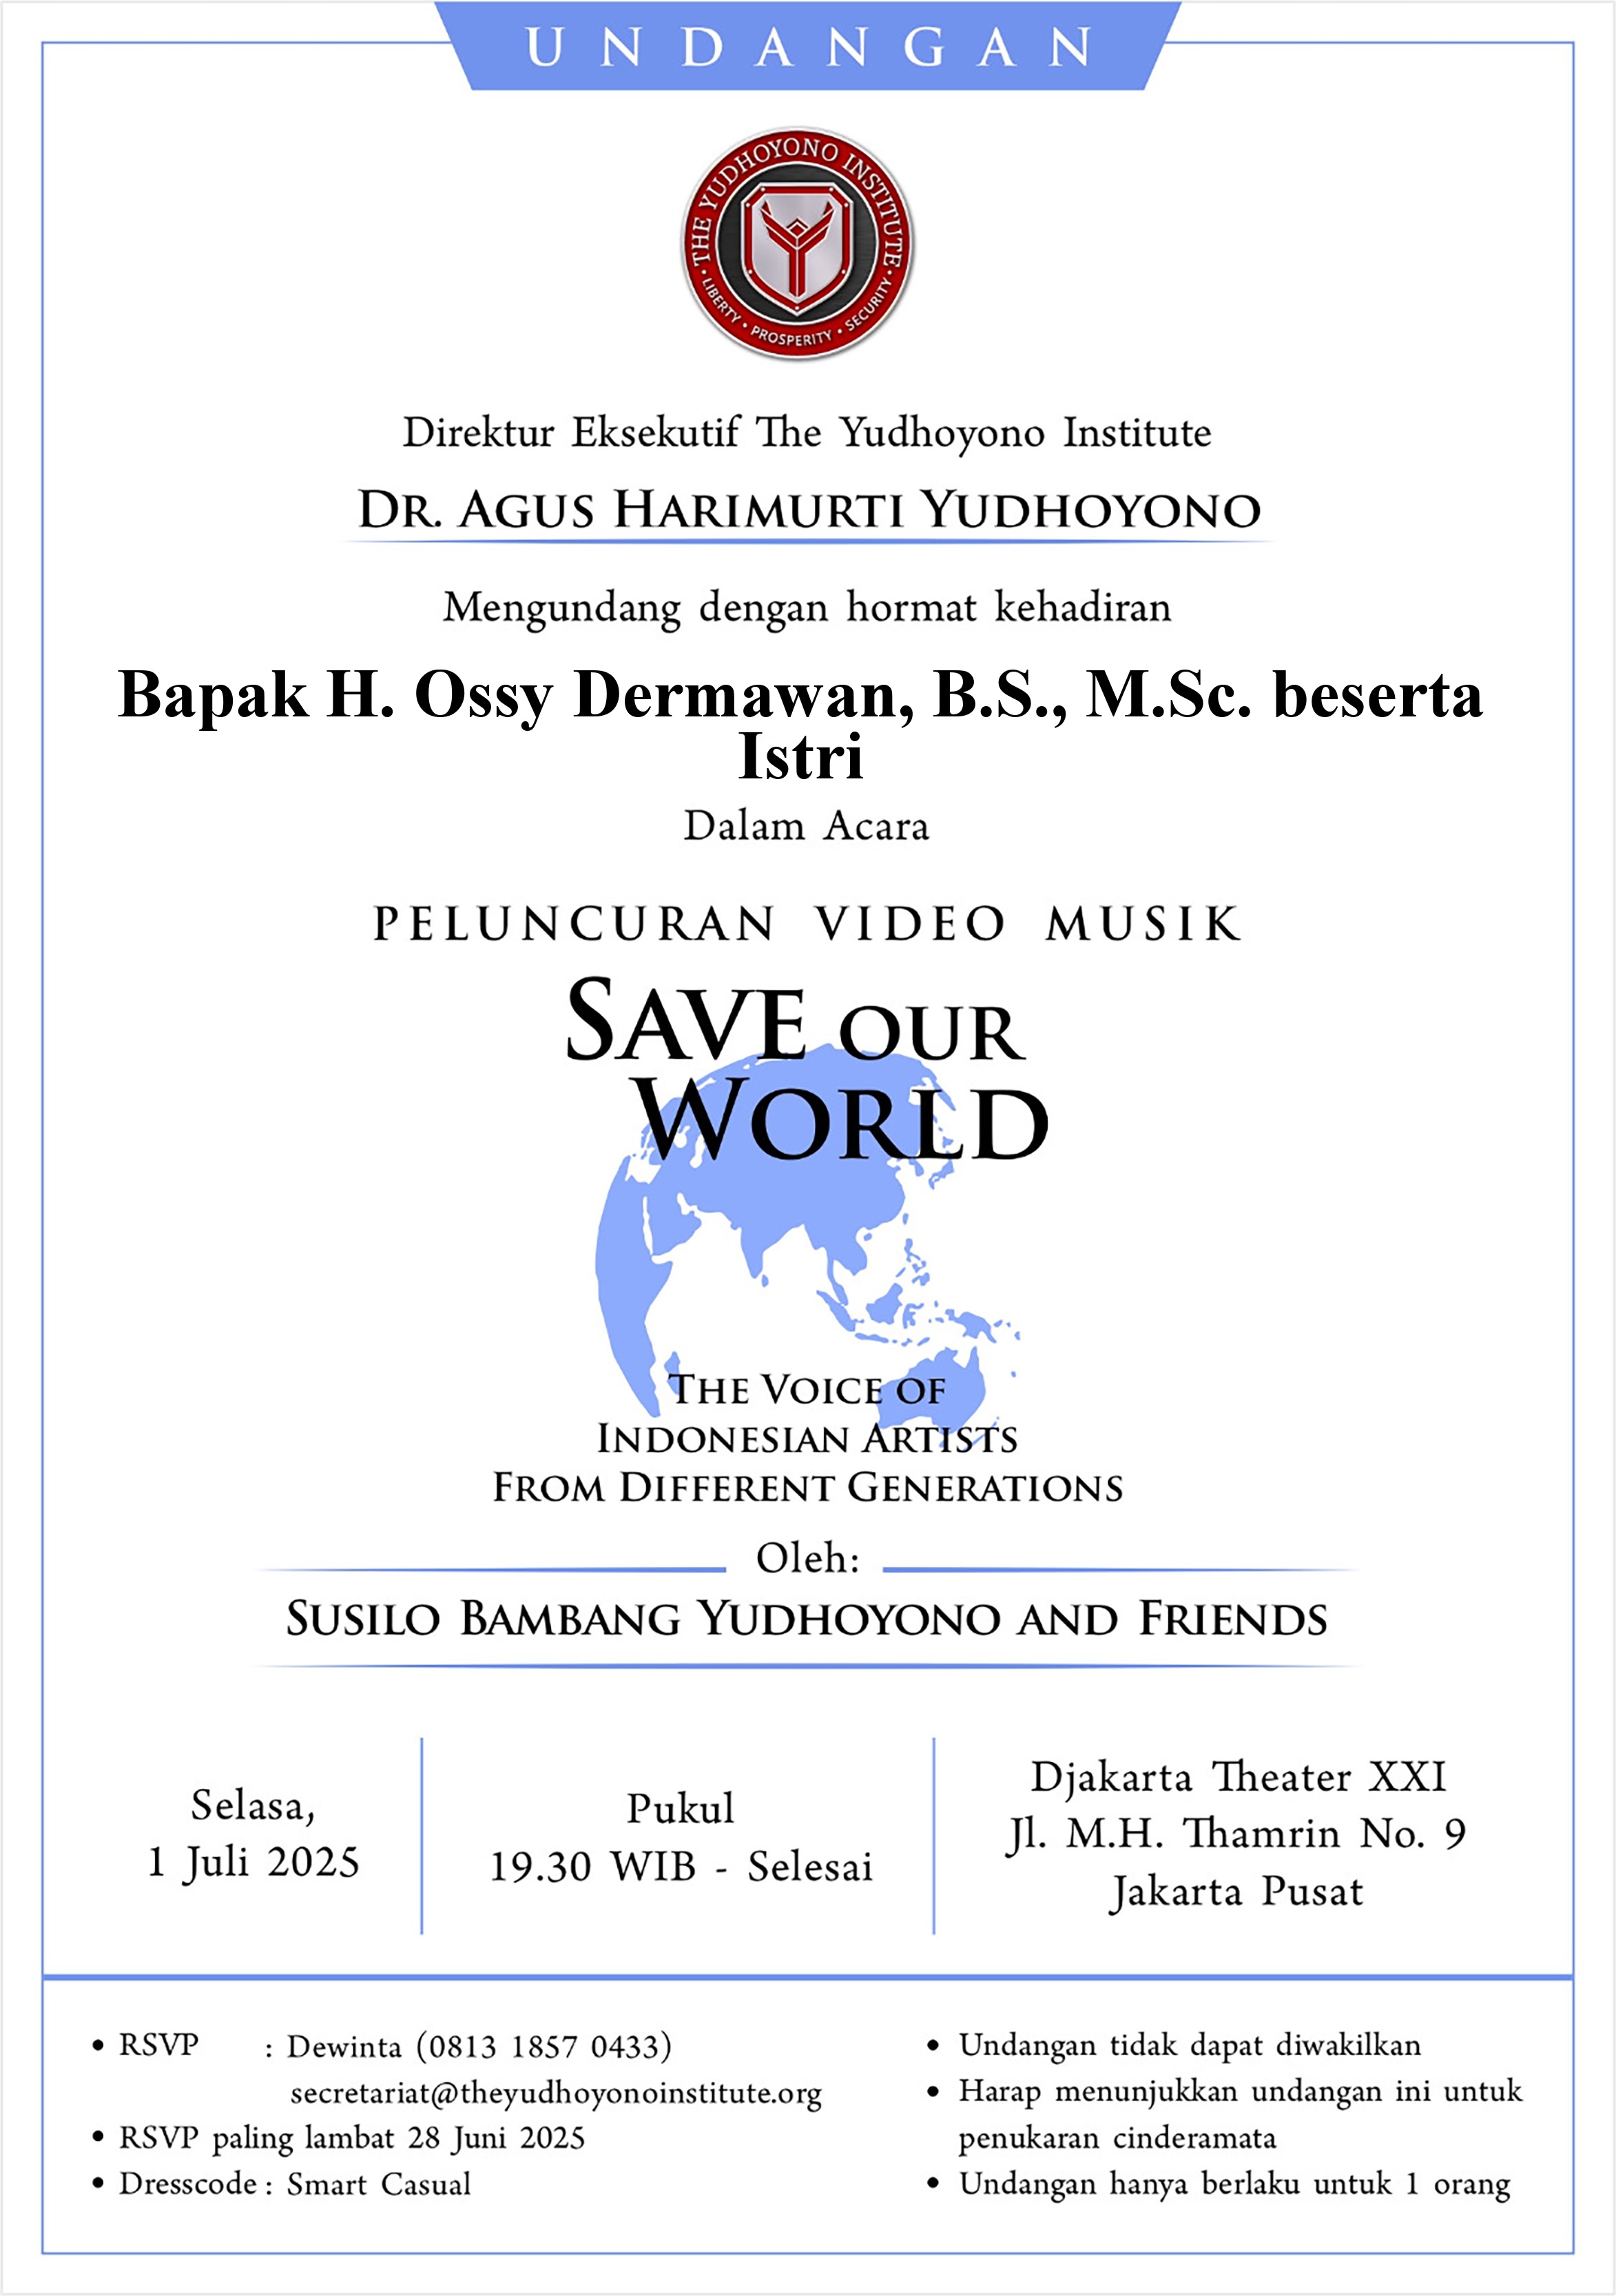 UNDANGAN
THE YUDHOYONO INSTITUTE
• LIBERTY • PROSPERITY • SECURITY •
Direktur Eksekutif The Yudhoyono Institute
DR. AGUS HARIMURTI YUDHOYONO
Mengundang dengan hormat kehadiran
Bapak H. Ossy Dermawan, B.S., M.Sc. beserta
Istri
Dalam Acara
PELUNCURAN VIDEO MUSIK
SAVE OUR
WORLD
THE VOICE OF
INDONESIAN ARTISTS
FROM DIFFERENT GENERATIONS
Oleh:
SUSILO BAMBANG YUDHOYONO AND FRIENDS
Selasa,
1 Juli 2025
Pukul
19.30 WIB - Selesai
Djakarta Theater XXI
Jl. M.H. Thamrin No. 9
Jakarta Pusat
• RSVP : Dewinta (0813 1857 0433)
secretariat@theyudhoyonoinstitute.org
• RSVP paling lambat 28 Juni 2025
• Dresscode : Smart Casual
• Undangan tidak dapat diwakilkan
• Harap menunjukkan undangan ini untuk
penukaran cinderamata
• Undangan hanya berlaku untuk 1 orang